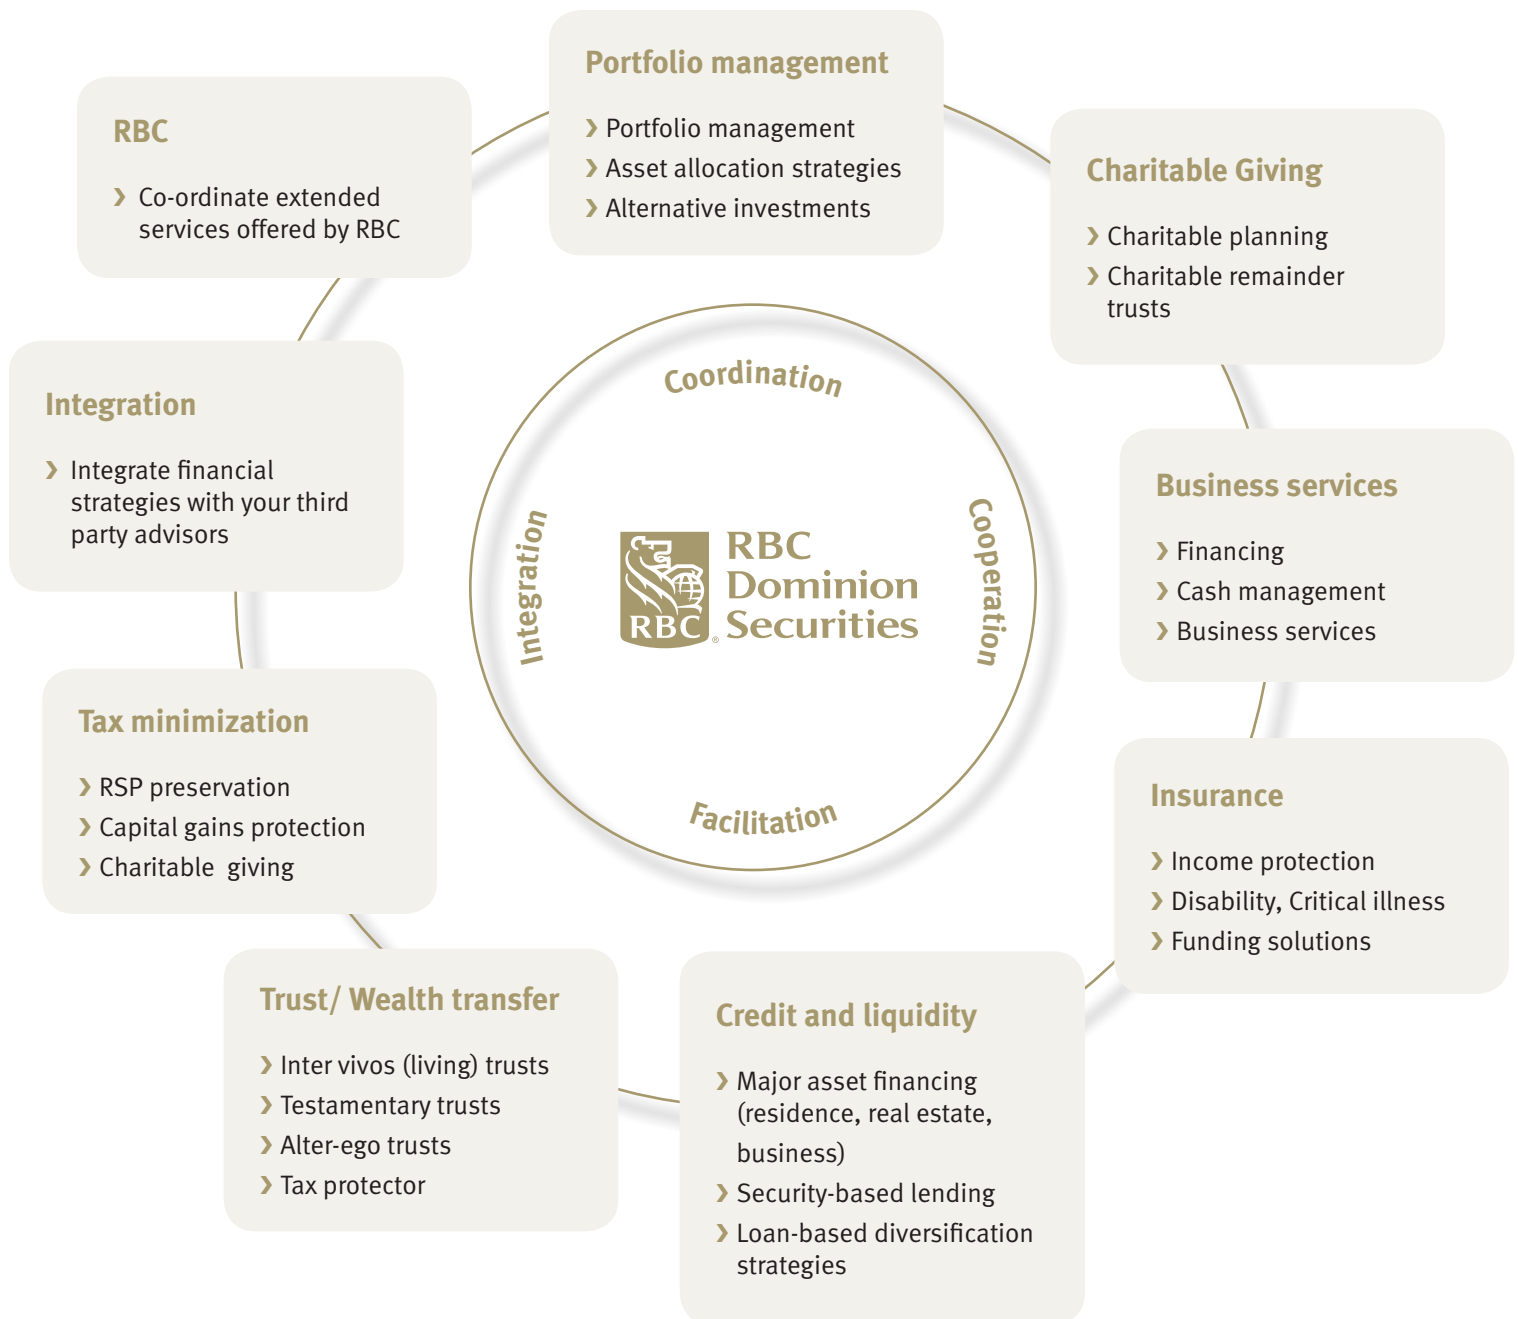 Portfolio management
❯ Portfolio management
❯ Asset allocation strategies
❯ Alternative investments
Charitable Giving
❯ Charitable planning
❯ Charitable remainder
trusts
Business services
❯ Financing
❯ Cash management
❯ Business services
Insurance
❯ Income protection
❯ Disability, Critical illness
❯ Funding solutions
Credit and liquidity
❯ Major asset financing
(residence, real estate,
business)
❯ Security-based lending
❯ Loan-based diversification
strategies
Trust/ Wealth transfer
❯ Inter vivos (living) trusts
❯ Testamentary trusts
❯ Alter-ego trusts
❯ Tax protector
Tax minimization
❯ RSP preservation
❯ Capital gains protection
❯ Charitable  giving
Integration
❯ Integrate financial
strategies with your third
party advisors
RBC
❯ Co-ordinate extended
services offered by RBC
Coordination
Cooperation
Facilitation
Integration
RBC
®
RBC
Dominion
Securities